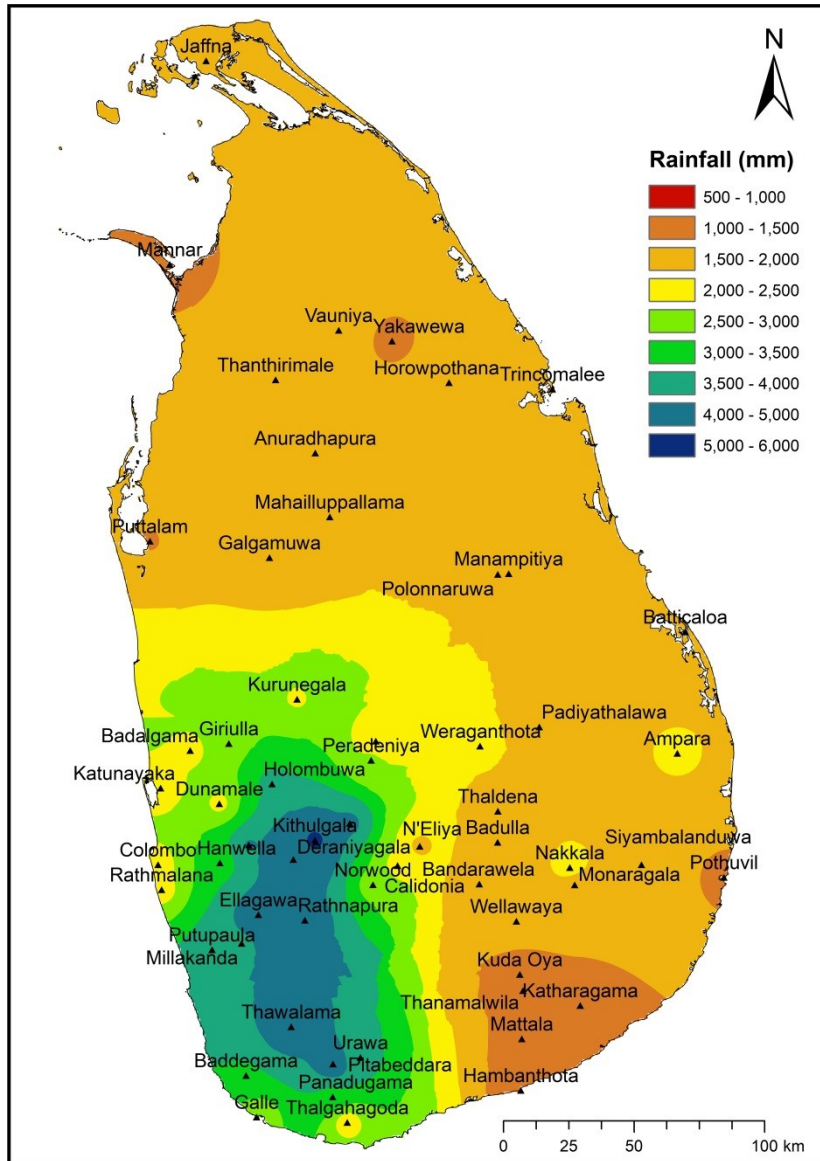 Jaffna
N
Rainfall (mm)
500 - 1,000
1,000 - 1,500
1,500 - 2,000
2,000 - 2,500
2,500 - 3,000
3,000 - 3,500
3,500 - 4,000
4,000 - 5,000
5,000 - 6,000
Mannar
Vauniya
Yakawewa
Thanthirimale
Horowpothana
Trincomalee
Anuradhapura
Mahailluppallama
Puttalam
Galgamuwa
Manampitiya
Polonnaruwa
Batticaloa
Kurunegala
Badalgama
Giriulla
Peradeniya
Weraganthota
Padiyathalawa
Ampara
Katunayaka
Holombuwa
Dunamale
Thaldena
Kithulgala
N'Eliya
Badulla
Siyambalanduwa
Colombo
Hanwella
Deraniyagala
Nakkala
Pothuvil
Rathmalana
Norwood
Bandarawela
Monaragala
Calidonia
Ellagawa
Rathnapura
Wellawaya
Putupaula
Millakanda
Kuda Oya
Thanamalwila
Katharagama
Thawalama
Mattala
Urawa
Baddegama
Pitabeddara
Panadugama
Hambanthota
Galle
Thalgahagoda
0 25 50 100 km